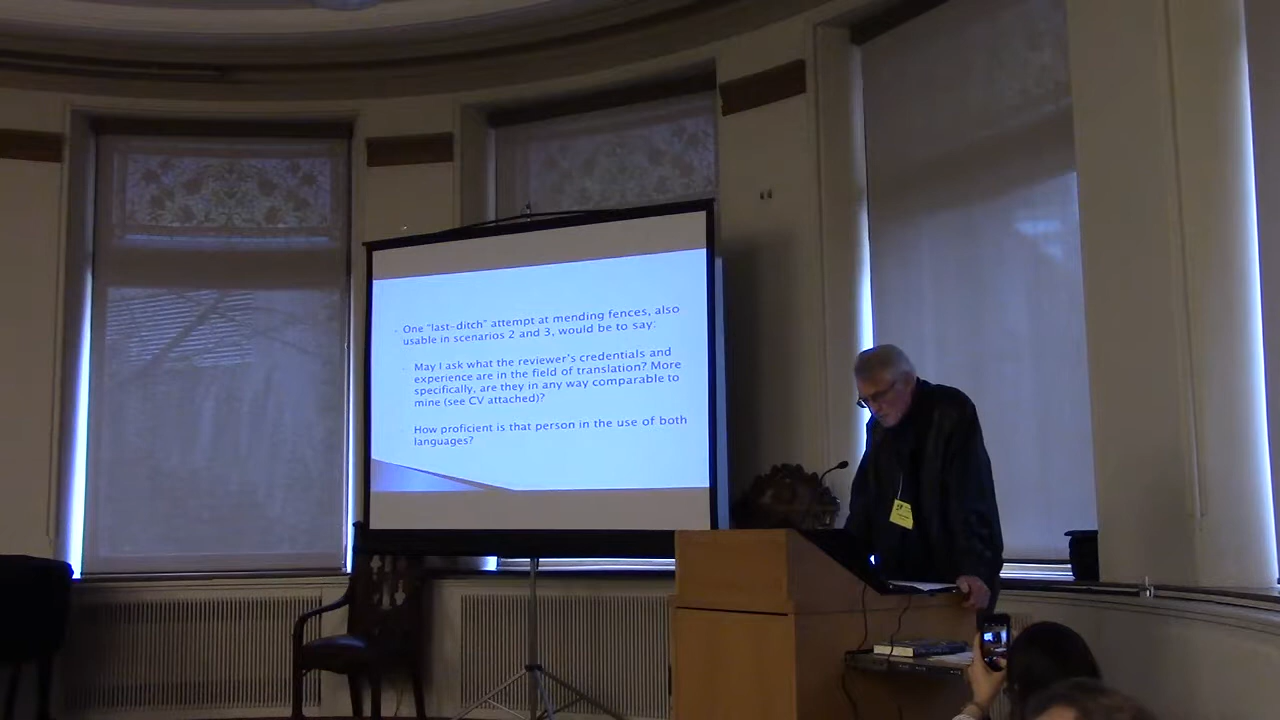 One "last-ditch" attempt at mending fences, also
usable in scenarios 2 and 3, would be to say:
May I ask what the reviewer's credentials and
experience are in the field of translation? More
specifically, are they in any way comparable to
mine (see CV attached)?
How proficient is that person in the use of both
languages?